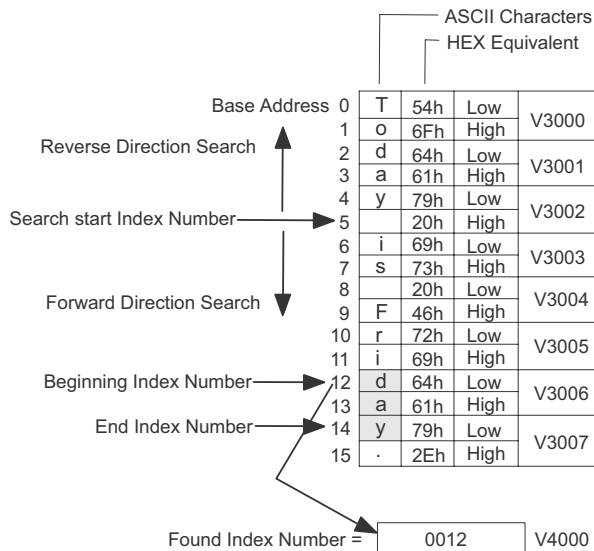 ASCII Characters
HEX Equivalent
Base Address 0 T 54h Low V3000
1 o 6Fh High
Reverse Direction Search 2 d 64h Low V3001
3 a 61h High
4 y 79h Low V3002
Search start Index Number 5 20h High
6 i 69h Low V3003
7 s 73h High
Forward Direction Search 8 20h Low V3004
9 F 46h High
10 r 72h Low V3005
11 i 69h High
Beginning Index Number 12 d 64h Low V3006
13 a 61h High
End Index Number 14 y 79h Low V3007
15 . 2Eh High
Found Index Number = 0012 V4000